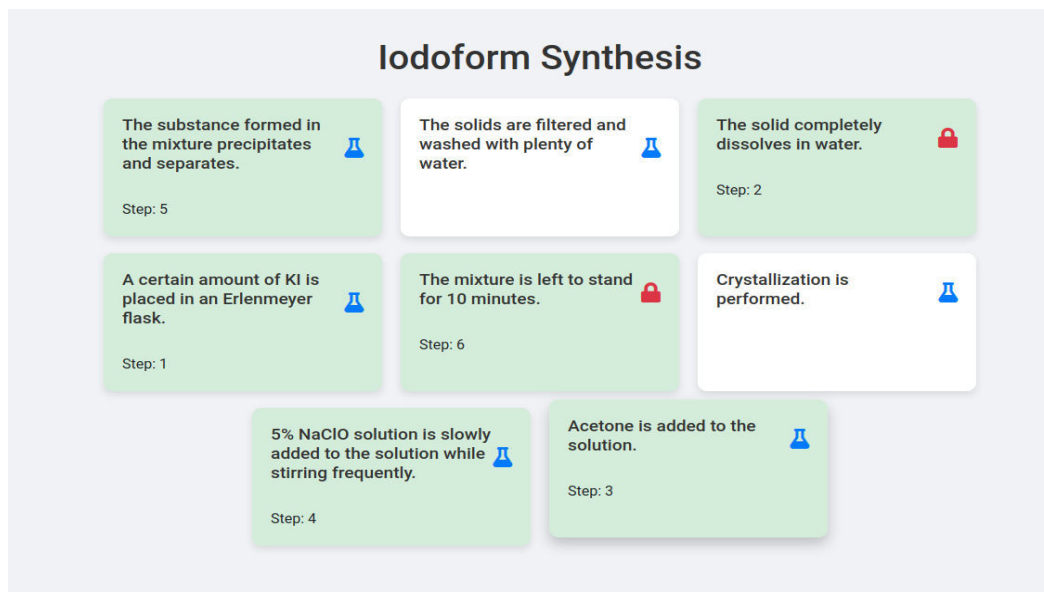 Iodoform Synthesis
The substance formed in
the mixture precipitates
and separates.
Step: 5
The solids are filtered and
washed with plenty of
water.
The solid completely
dissolves in water.
Step: 2
A certain amount of KI is
placed in an Erlenmeyer
flask.
Step: 1
The mixture is left to stand
for 10 minutes.
Step: 6
Crystallization is
performed.
5% NaClO solution is slowly
added to the solution while
stirring frequently.
Step: 4
Acetone is added to the
solution.
Step: 3